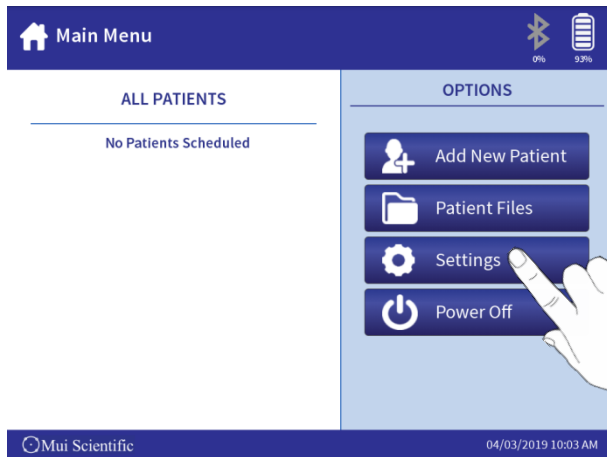 Main Menu
0%
93%
ALL PATIENTS
No Patients Scheduled
OPTIONS
Add New Patient
Patient Files
Settings
Power Off
Mui Scientific
04/03/2019 10:03 AM